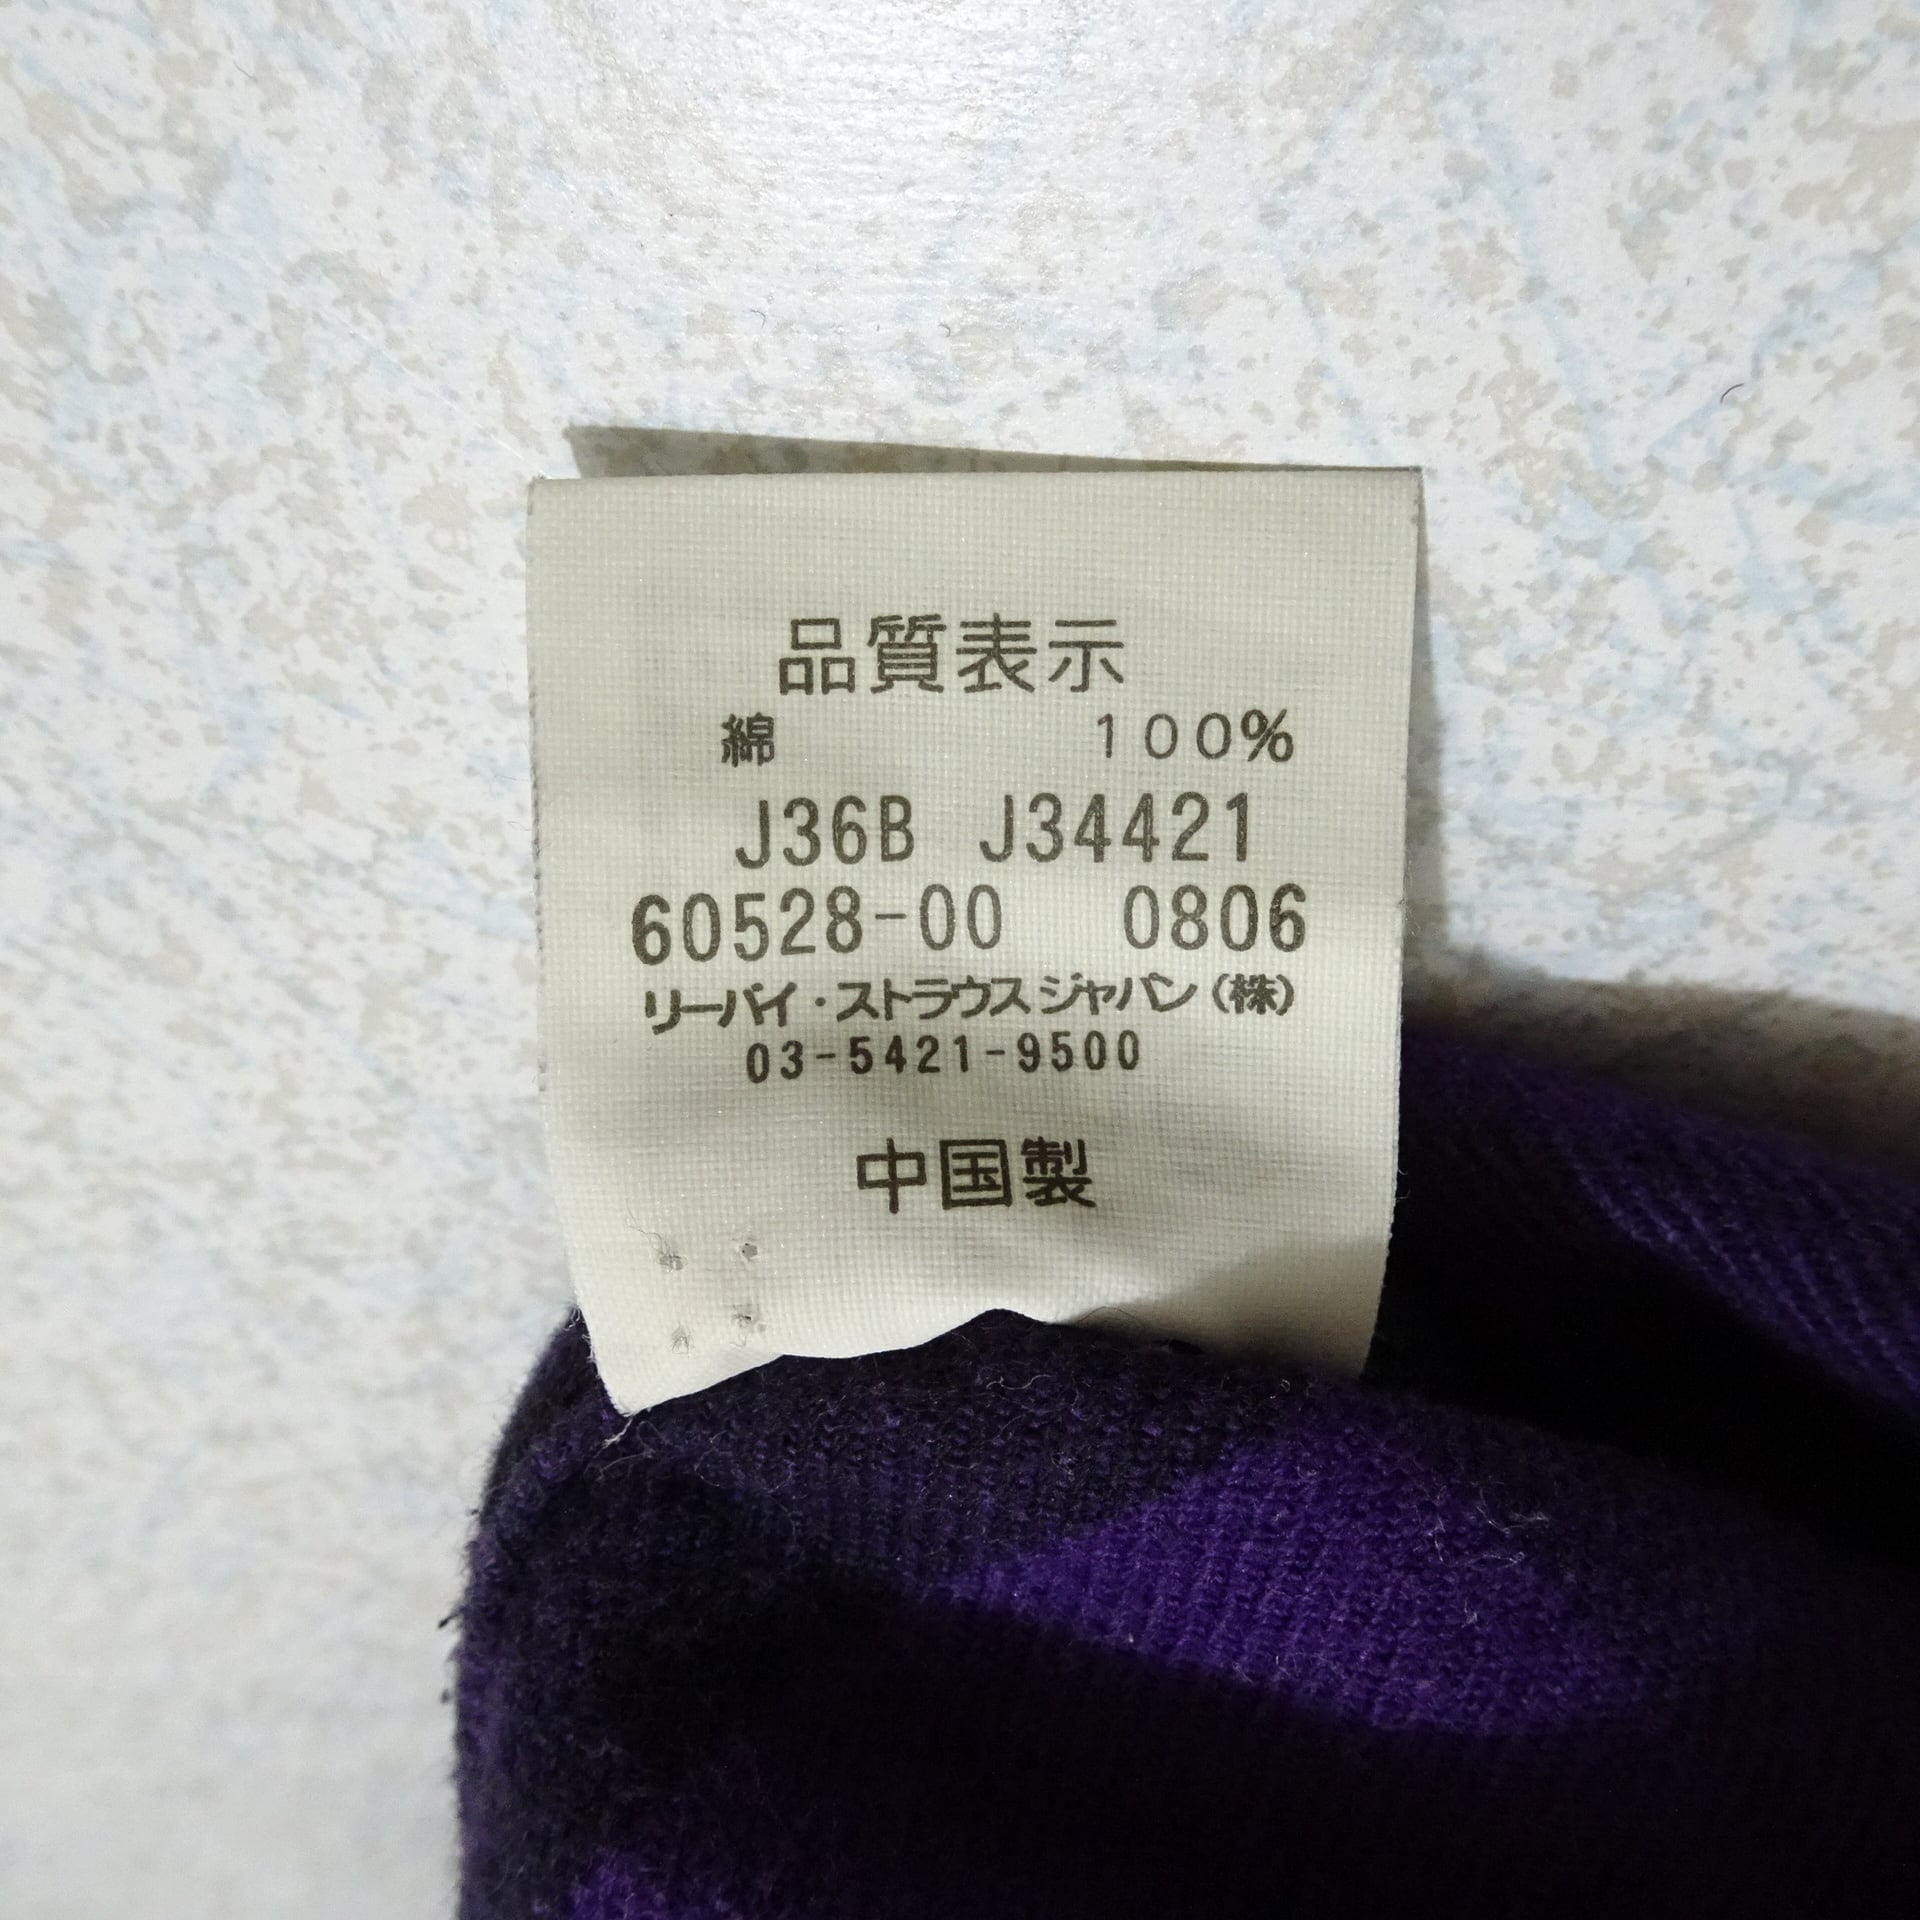 品質表示
綿 100%
J36B J34421
60528-00 0806
リーバイ・ストラウスジャパン(株)
03-5421-9500
中国製